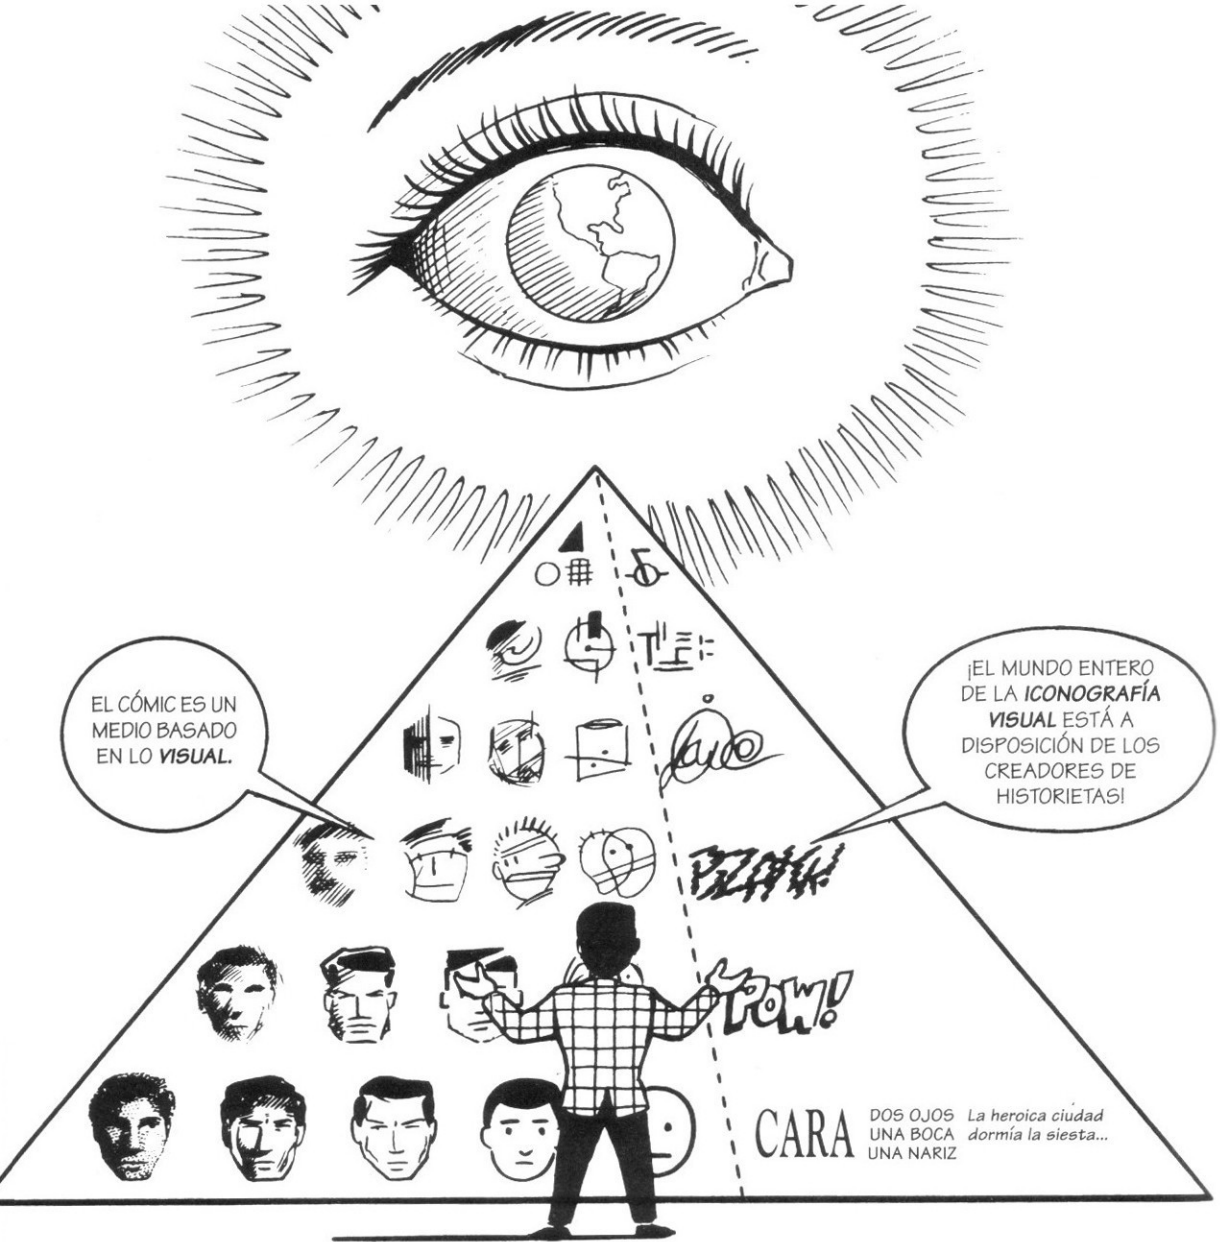 EL CÓMIC ES UN
MEDIO BASADO
EN LO VISUAL.
¡EL MUNDO ENTERO
DE LA ICONOGRAFÍA
VISUAL ESTÁ A
DISPOSICIÓN DE LOS
CREADORES DE
HISTORIETAS!
POW!
CARA
DOS OJOS
UNA BOCA
UNA NARIZ
La heroica ciudad
dormía la siesta...